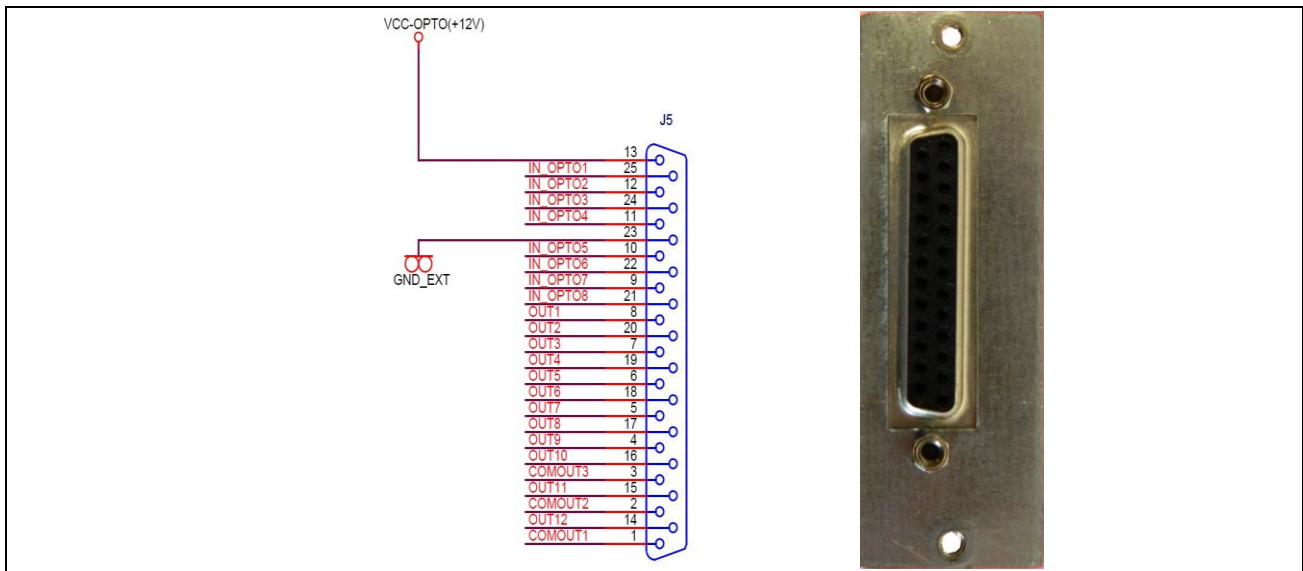 VCC-OPTO(+12V)
J5
13
IN_OPTO1 25
IN_OPTO2 12
IN_OPTO3 24
IN_OPTO4 11
23
GND_EXT
IN_OPTO5 10
IN_OPTO6 22
IN_OPTO7 9
IN_OPTO8 21
OUT1 8
OUT2 20
OUT3 7
OUT4 19
OUT5 6
OUT6 18
OUT7 5
OUT8 17
OUT9 4
OUT10 16
COMOUT3 3
OUT11 15
COMOUT2 2
OUT12 14
COMOUT1 1